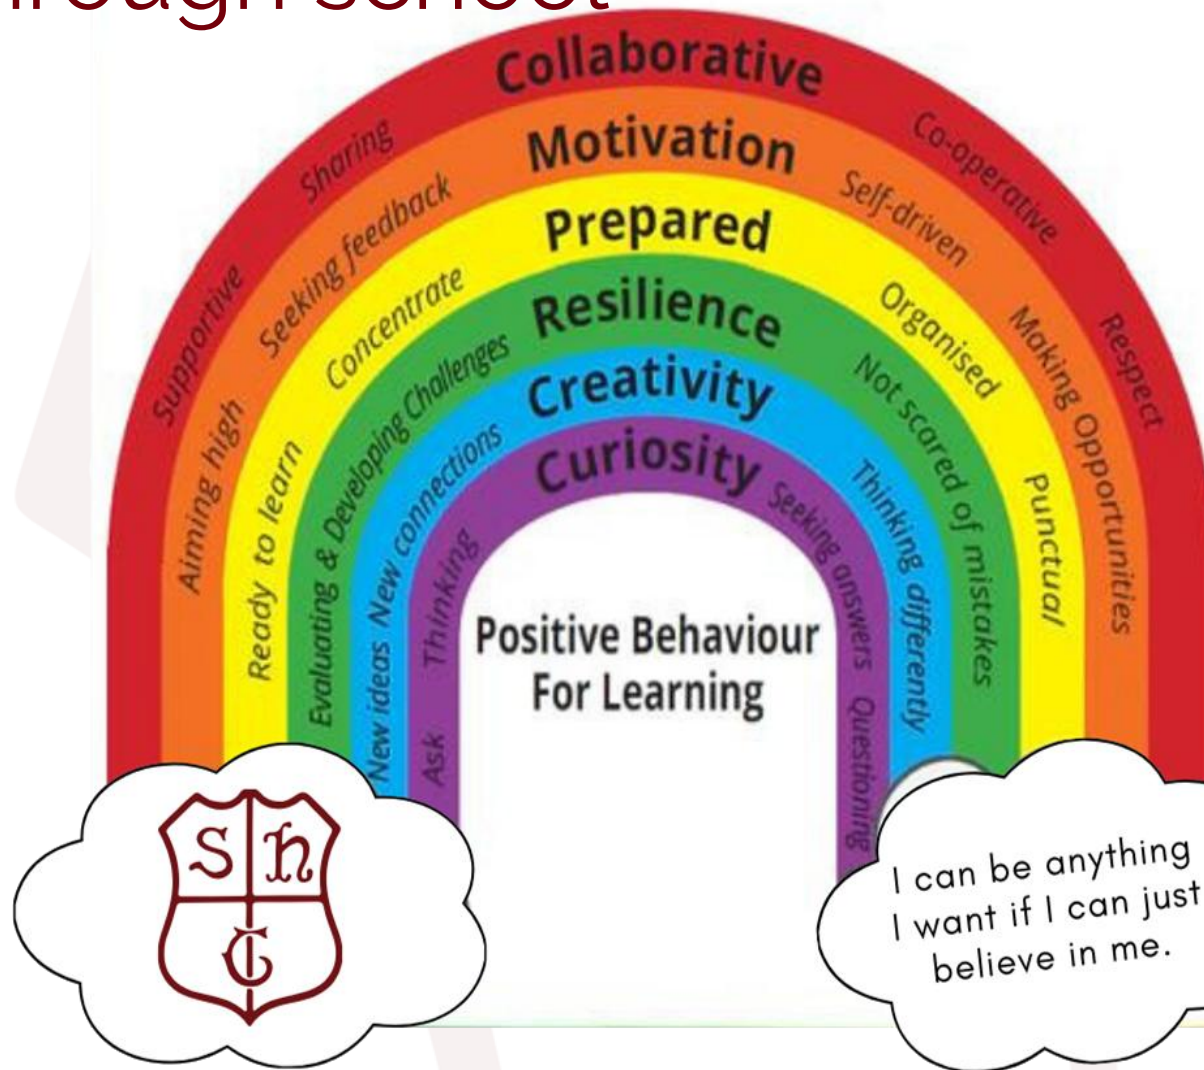 hrough school
Collaborative
Supportive
Sharing
Co-operative
Respect
Motivation
Aiming high
Seeking feedback
Self-driven
Making Opportunities
Prepared
Ready to learn
Concentrate
Organised
Punctual
Resilience
Evaluating & Developing Challenges
Not scared of mistakes
Creativity
New ideas New connections
Thinking differently
Curiosity
Ask Thinking
Seeking answers Questioning
Positive Behaviour
For Learning
S h
C
I can be anything
I want if I can just
believe in me.